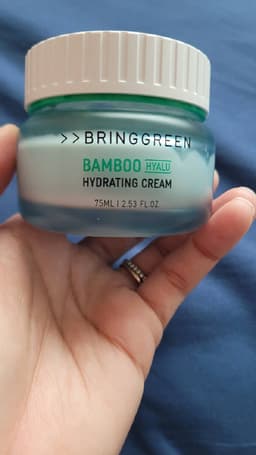 >>BRINGGREEN
BAMBOO HYALU
HYDRATING CREAM
75ML | 2.53 FL.OZ